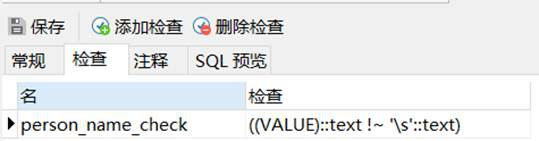 保存 添加检查 删除检查
常规 检查 注释 SQL 预览
名 检查
person_name_check ((VALUE)::text !~ '\s'::text)